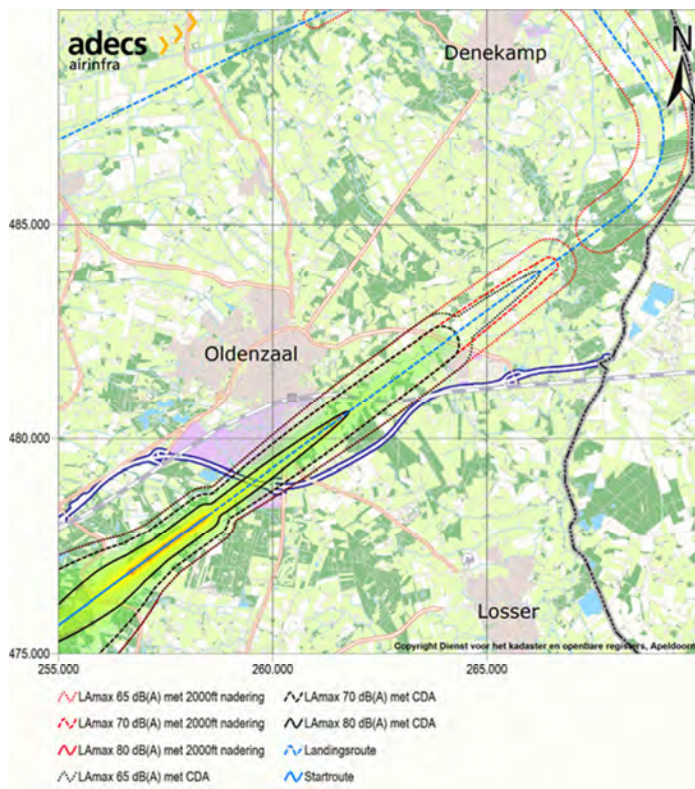 adecs
airinfra
Denekamp
N
485.000
Oldenzaal
480.000
Losser
Copyright Dienst voor het kadaster en openbare registers, Apeldoorn
475.000
255.000 260.000 265.000
LAmax 65 dB(A) met 2000ft nadering
LAmax 70 dB(A) met CDA
LAmax 70 dB(A) met 2000ft nadering
LAmax 80 dB(A) met CDA
LAmax 80 dB(A) met 2000ft nadering
Landingsroute
LAmax 65 dB(A) met CDA
Startroute